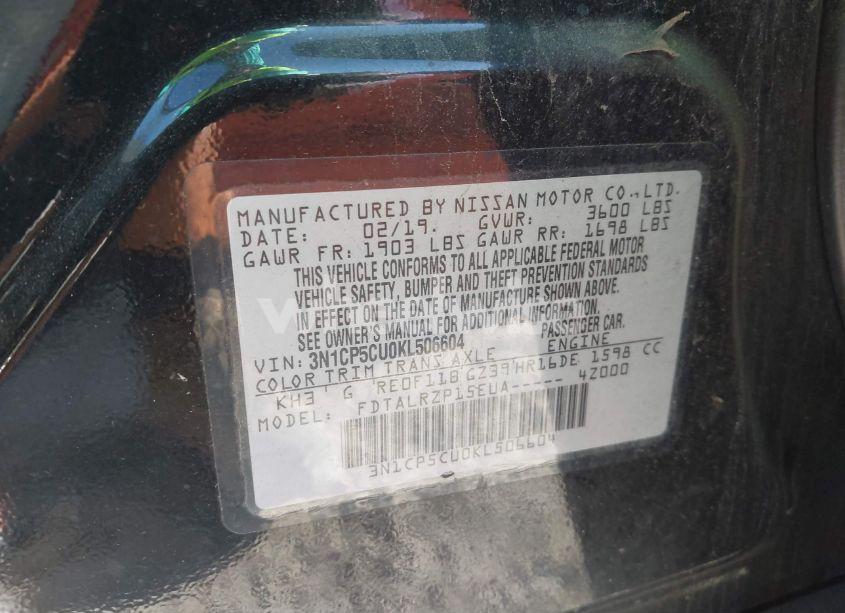 MANUFACTURED BY NISSAN MOTOR CO.,LTD.
DATE: 02/19. GVWR: 3600 LBS
GAWR FR: 1903 LBS GAWR RR: 1698 LBS
THIS VEHICLE CONFORMS TO ALL APPLICABLE FEDERAL MOTOR
VEHICLE SAFETY, BUMPER AND THEFT PREVENTION STANDARDS
IN EFFECT ON THE DATE OF MANUFACTURE SHOWN ABOVE.
SEE OWNER'S MANUAL FOR ADDITIONAL
VIN: 3N1CP5CU0KL506604 PASSENGER CAR.
COLOR TRIM TRANS AXLE ENGINE
KH3 G RE0F11B GZ39 HR16DE 1598 CC
MODEL: FDTALRZP15EUA----- 42000
3N1CP5CU0KL506604